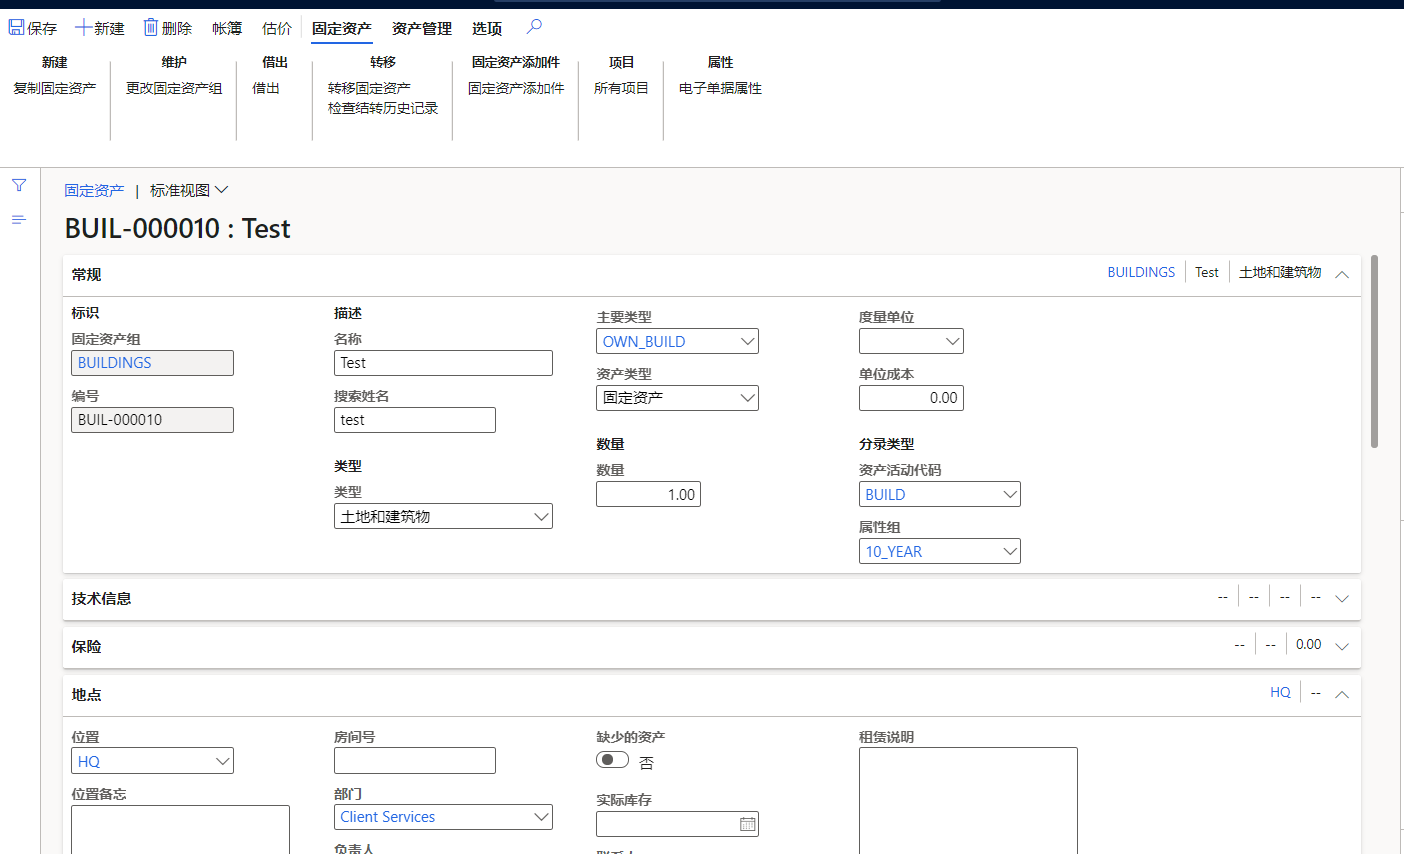 保存 新建 删除 帐簿 估价 固定资产 资产管理 选项
新建 维护 借出 转移 固定资产添加件 项目 属性
复制固定资产 更改固定资产组 借出 转移固定资产 固定资产添加件 所有项目 电子单据属性
检查结转历史记录
固定资产 | 标准视图
BUIL-000010 : Test
常规 BUILDINGS Test 土地和建筑物
标识 描述 主要类型 度量单位
固定资产组 名称 OWN_BUILD
BUILDINGS Test 资产类型 单位成本
编号 搜索姓名 固定资产 0.00
BUIL-000010 test
数量 分录类型
类型 数量 资产活动代码
类型 1.00 BUILD
土地和建筑物 属性组
10_YEAR
技术信息 -- -- -- --
保险 -- -- 0.00
地点 HQ --
位置 房间号 缺少的资产 租赁说明
HQ 否
位置备忘 部门 实际库存
Client Services
负责人